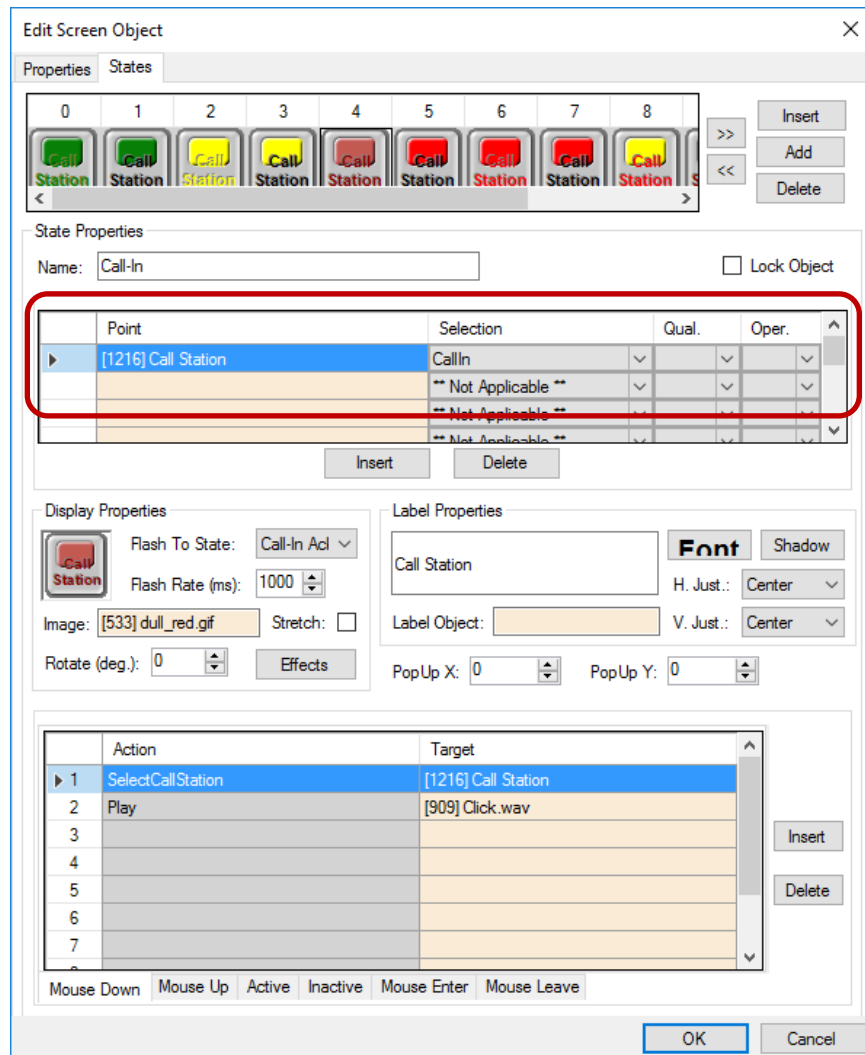 Edit Screen Object
Properties States
0 1 2 3 4 5 6 7 8
Call Call Call Call Call Call Call Call Call
Station Station Station Station Station Station Station Station Station S
>> Insert
<< Add
Delete
State Properties
Name: Call-In Lock Object
Point Selection Qual. Oper.
[1216] Call Station CallIn
** Not Applicable **
** Not Applicable **
** Not Applicable **
Insert Delete
Display Properties
Call
Station
Flash To State: Call-In Acl
Flash Rate (ms): 1000
Image: [533] dull_red.gif Stretch:
Rotate (deg.): 0 Effects
Label Properties
Call Station
Font Shadow
H. Just.: Center
Label Object: V. Just.: Center
PopUp X: 0 PopUp Y: 0
Action Target
1 SelectCallStation [1216] Call Station
2 Play [909] Click.wav
3
4
5
6
7
Insert
Delete
Mouse Down Mouse Up Active Inactive Mouse Enter Mouse Leave
OK Cancel